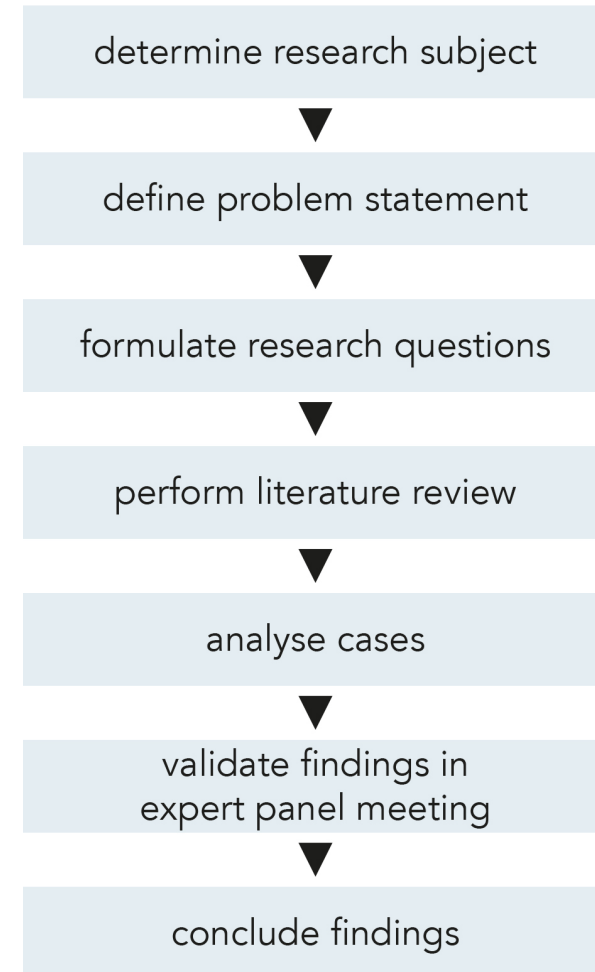 determine research subject
define problem statement
formulate research questions
perform literature review
analyse cases
validate findings in
expert panel meeting
conclude findings